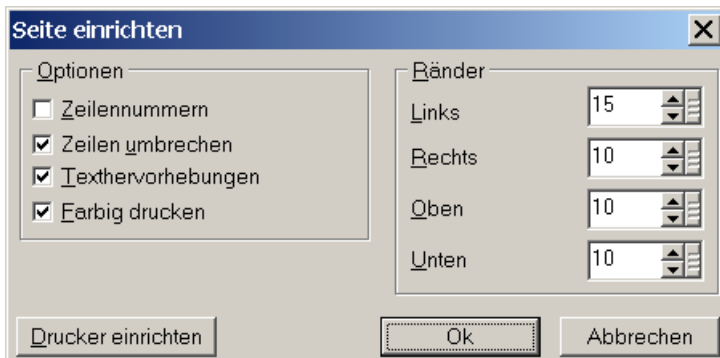 Seite einrichten
Optionen
Zeilennummern
Zeilen umbrechen
Texthervorhebungen
Farbig drucken
Ränder
Links 15
Rechts 10
Oben 10
Unten 10
Drucker einrichten Ok Abbrechen